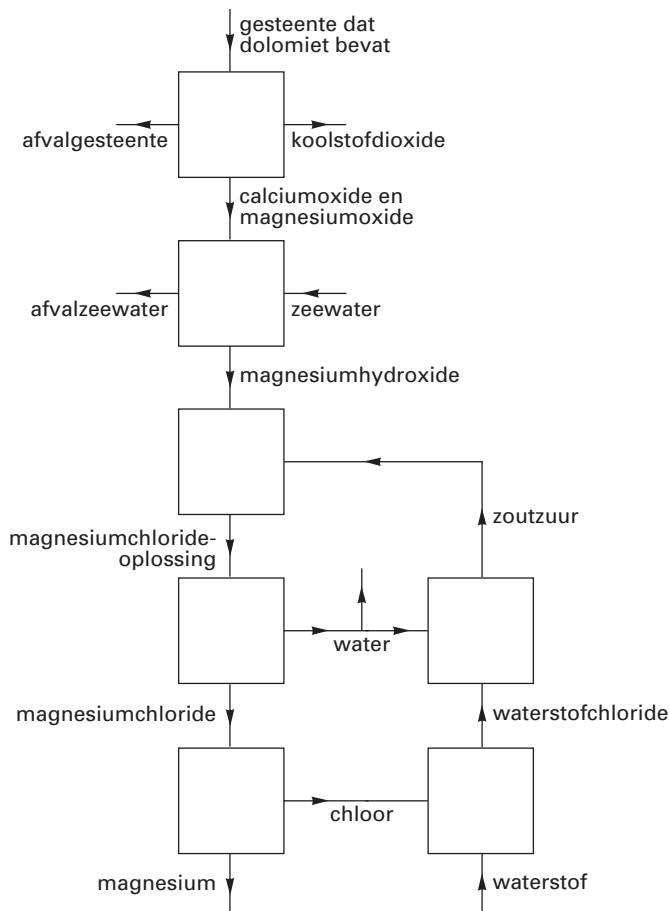 gesteente dat
dolomiet bevat
afvalgesteente
koolstofdioxide
calciumoxide en
magnesiumoxide
afvalzeewater
zeewater
magnesiumhydroxide
zoutzuur
magnesiumchloride-
oplossing
water
magnesiumchloride
waterstofchloride
chloor
magnesium
waterstof